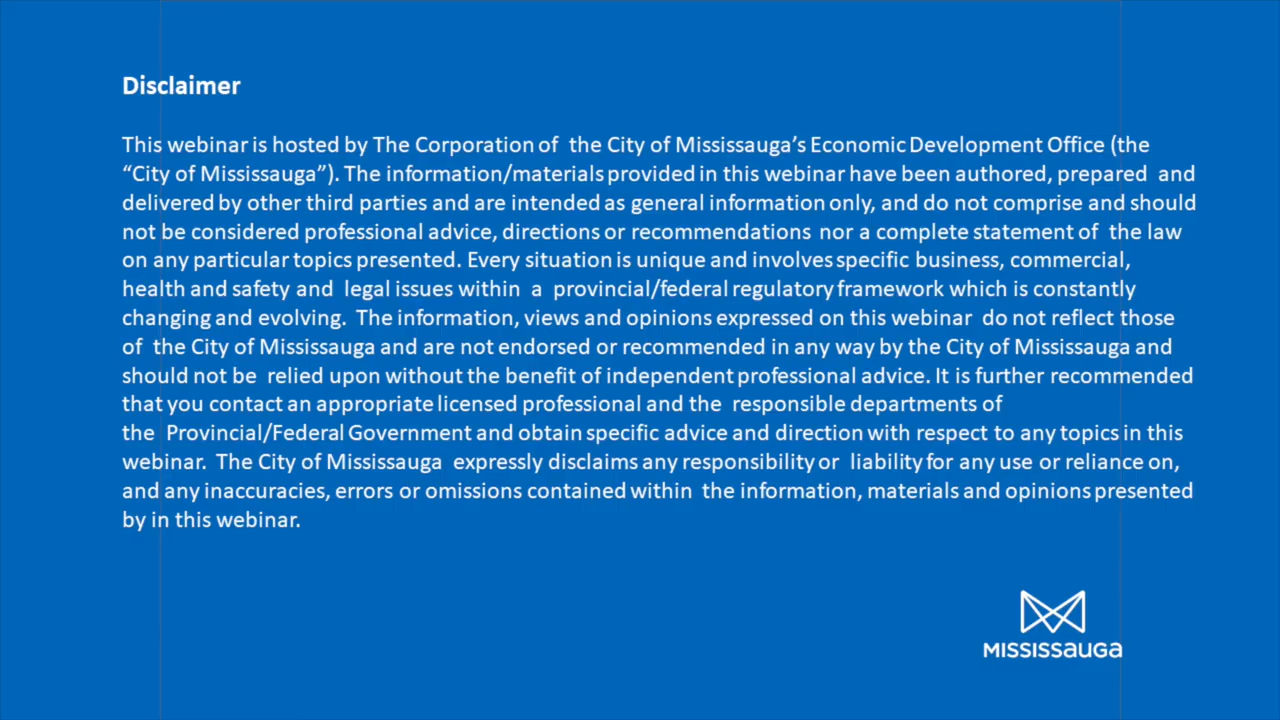 Disclaimer
This webinar is hosted by The Corporation of the City of Mississauga’s Economic Development Office (the
“City of Mississauga”). The information/materials provided in this webinar have been authored, prepared and
delivered by other third parties and are intended as general information only, and do not comprise and should
not be considered professional advice, directions or recommendations nor a complete statement of the law
on any particular topics presented. Every situation is unique and involves specific business, commercial,
health and safety and legal issues within a provincial/federal regulatory framework which is constantly
changing and evolving. The information, views and opinions expressed on this webinar do not reflect those
of the City of Mississauga and are not endorsed or recommended in any way by the City of Mississauga and
should not be relied upon without the benefit of independent professional advice. It is further recommended
that you contact an appropriate licensed professional and the responsible departments of
the Provincial/Federal Government and obtain specific advice and direction with respect to any topics in this
webinar. The City of Mississauga expressly disclaims any responsibility or liability for any use or reliance on,
and any inaccuracies, errors or omissions contained within the information, materials and opinions presented
by in this webinar.
MISSISSAUGA